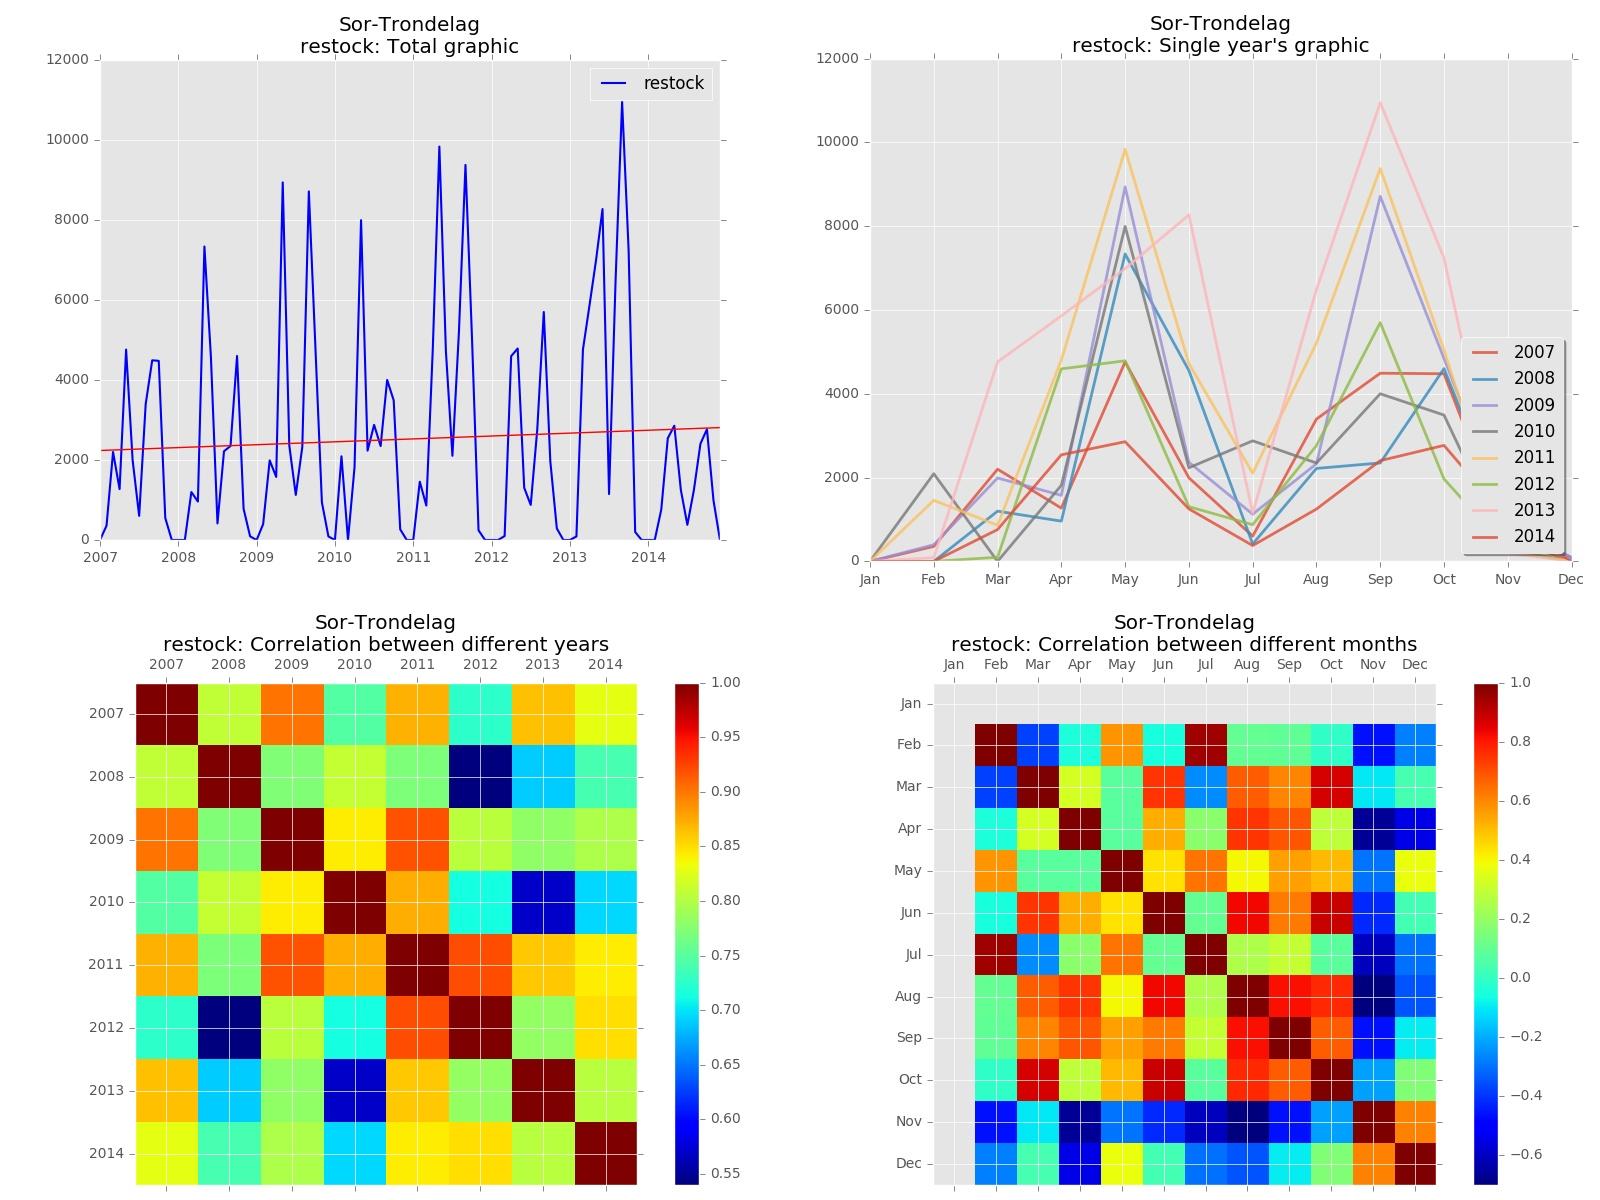 Sor-Trondelag
restock: Total graphic
12000
10000
8000
6000
4000
2000
0
restock
2007 2008 2009 2010 2011 2012 2013 2014
Sor-Trondelag
restock: Single year's graphic
12000
10000
8000
6000
4000
2000
0
2007
2008
2009
2010
2011
2012
2013
2014
Jan Feb Mar Apr May Jun Jul Aug Sep Oct Nov Dec
Sor-Trondelag
restock: Correlation between different years
2007 2008 2009 2010 2011 2012 2013 2014
2007
2008
2009
2010
2011
2012
2013
2014
1.00
0.95
0.90
0.85
0.80
0.75
0.70
0.65
0.60
0.55
Sor-Trondelag
restock: Correlation between different months
Jan Feb Mar Apr May Jun Jul Aug Sep Oct Nov Dec
Jan
Feb
Mar
Apr
May
Jun
Jul
Aug
Sep
Oct
Nov
Dec
1.0
0.8
0.6
0.4
0.2
0.0
−0.2
−0.4
−0.6